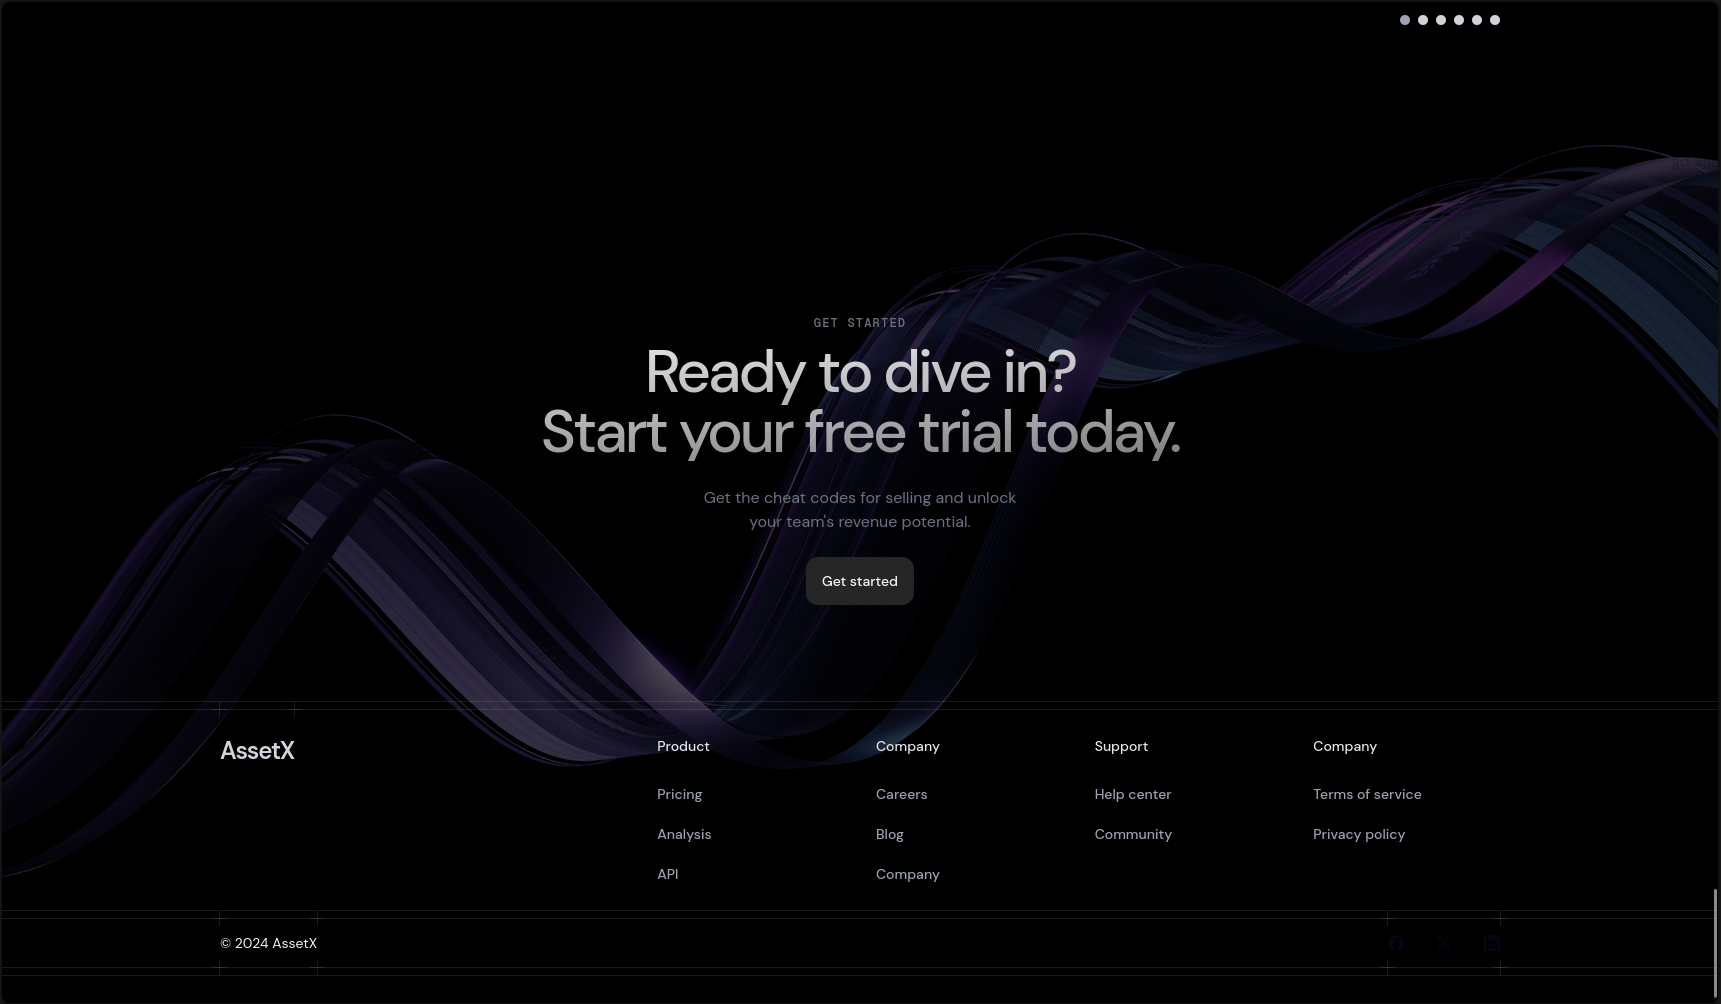 GET STARTED
Ready to dive in?
Start your free trial today.
Get the cheat codes for selling and unlock
your team's revenue potential.
Get started
AssetX
Product
Pricing
Analysis
API
Company
Careers
Blog
Company
Support
Help center
Community
Company
Terms of service
Privacy policy
© 2024 AssetX